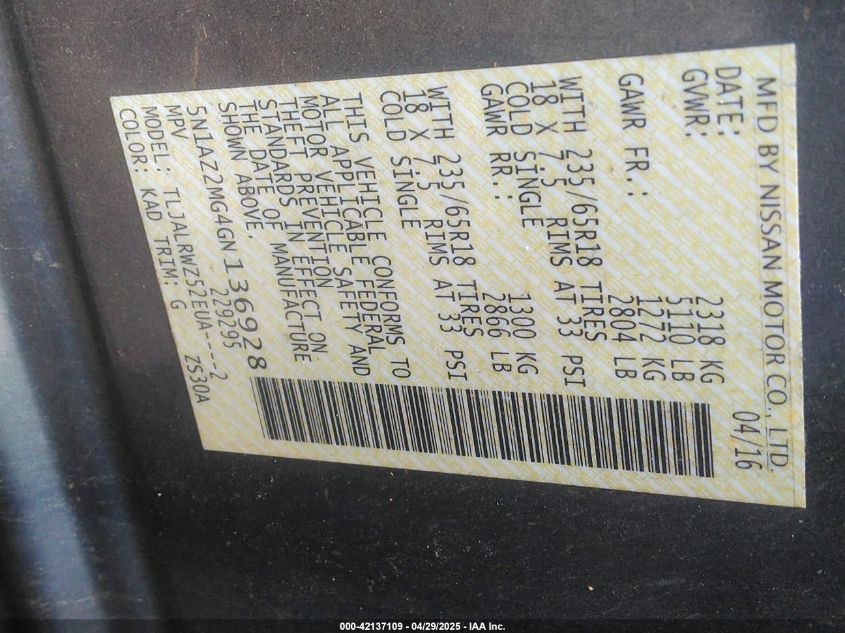 MFD BY NISSAN MOTOR CO., LTD.
DATE: 04/16
GVWR: 2318 KG
5110 LB
GAWR FR.: 1272 KG
2804 LB
WITH 235/65R18 TIRES
18 X 7.5 RIMS AT 33 PSI
COLD SINGLE
GAWR RR.: 1300 KG
2866 LB
WITH 235/65R18 TIRES
18 X 7.5 RIMS AT 33 PSI
COLD SINGLE
THIS VEHICLE CONFORMS TO
ALL APPLICABLE FEDERAL
MOTOR VEHICLE SAFETY AND
THEFT PREVENTION
STANDARDS IN EFFECT ON
THE DATE OF MANUFACTURE
SHOWN ABOVE.
5N1AZ2MG4GN136928
MPV 229295
MODEL: TLJALRWZ52EUA----2
COLOR: KAD TRIM: G ZS30A
000-42137109 - 04/29/2025 - IAA Inc.